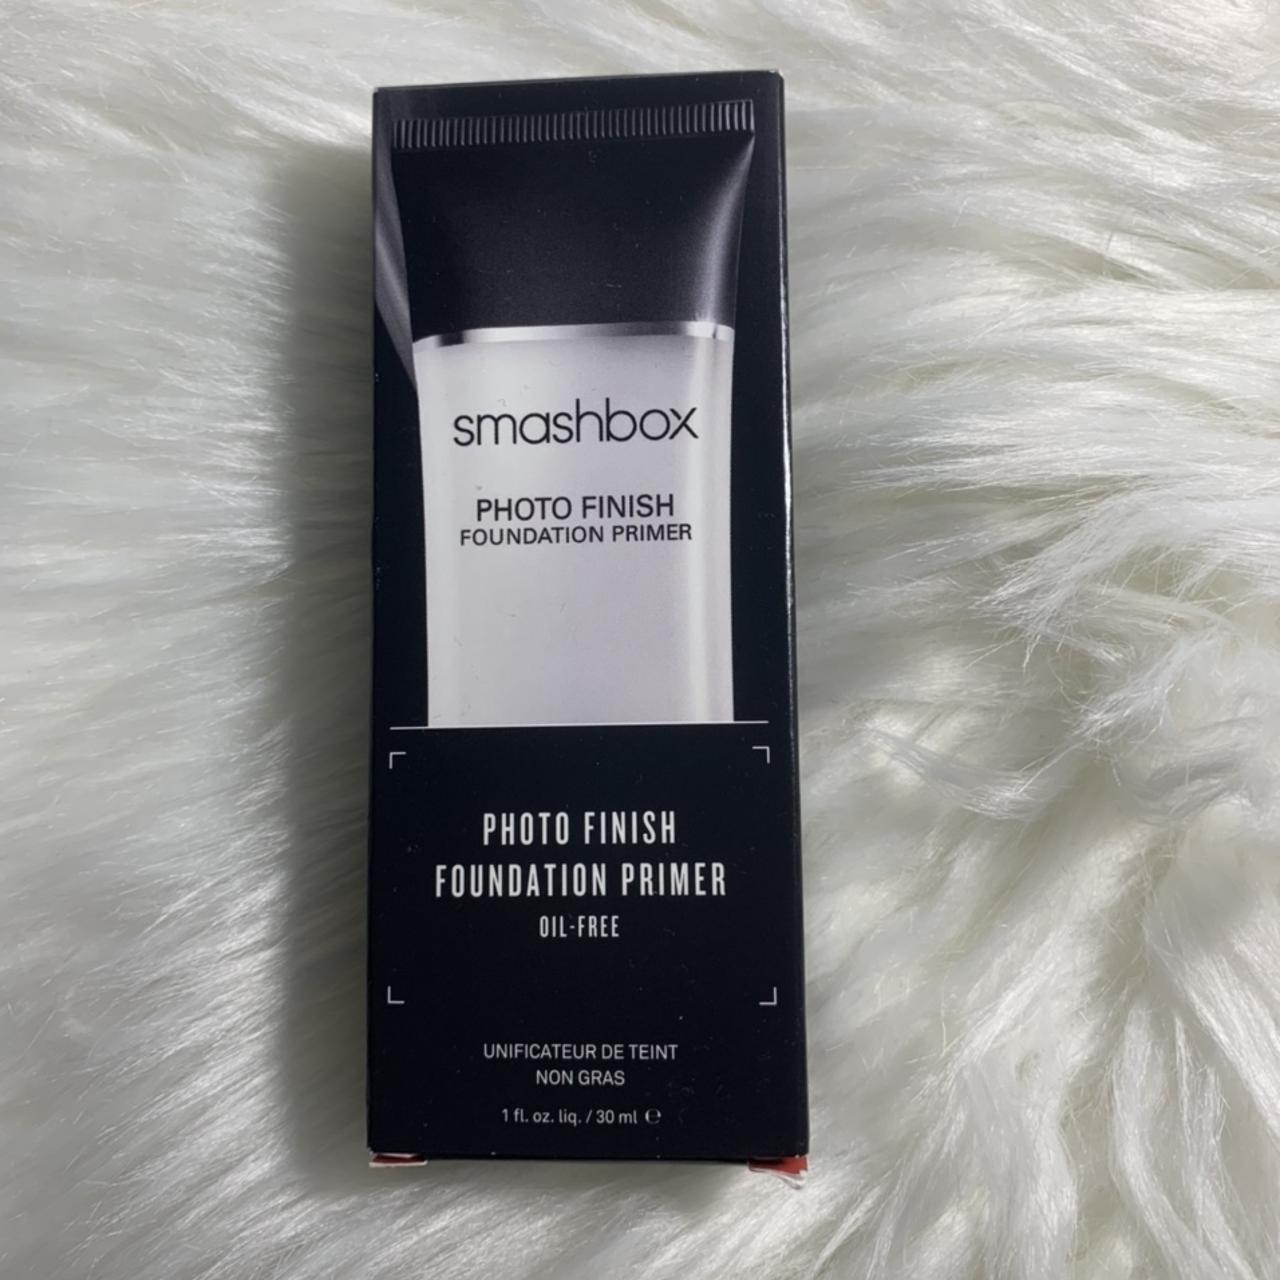 smashbox
PHOTO FINISH
FOUNDATION PRIMER
PHOTO FINISH
FOUNDATION PRIMER
OIL-FREE
UNIFICATEUR DE TEINT
NON GRAS
1 fl. oz. liq. / 30 ml ℮